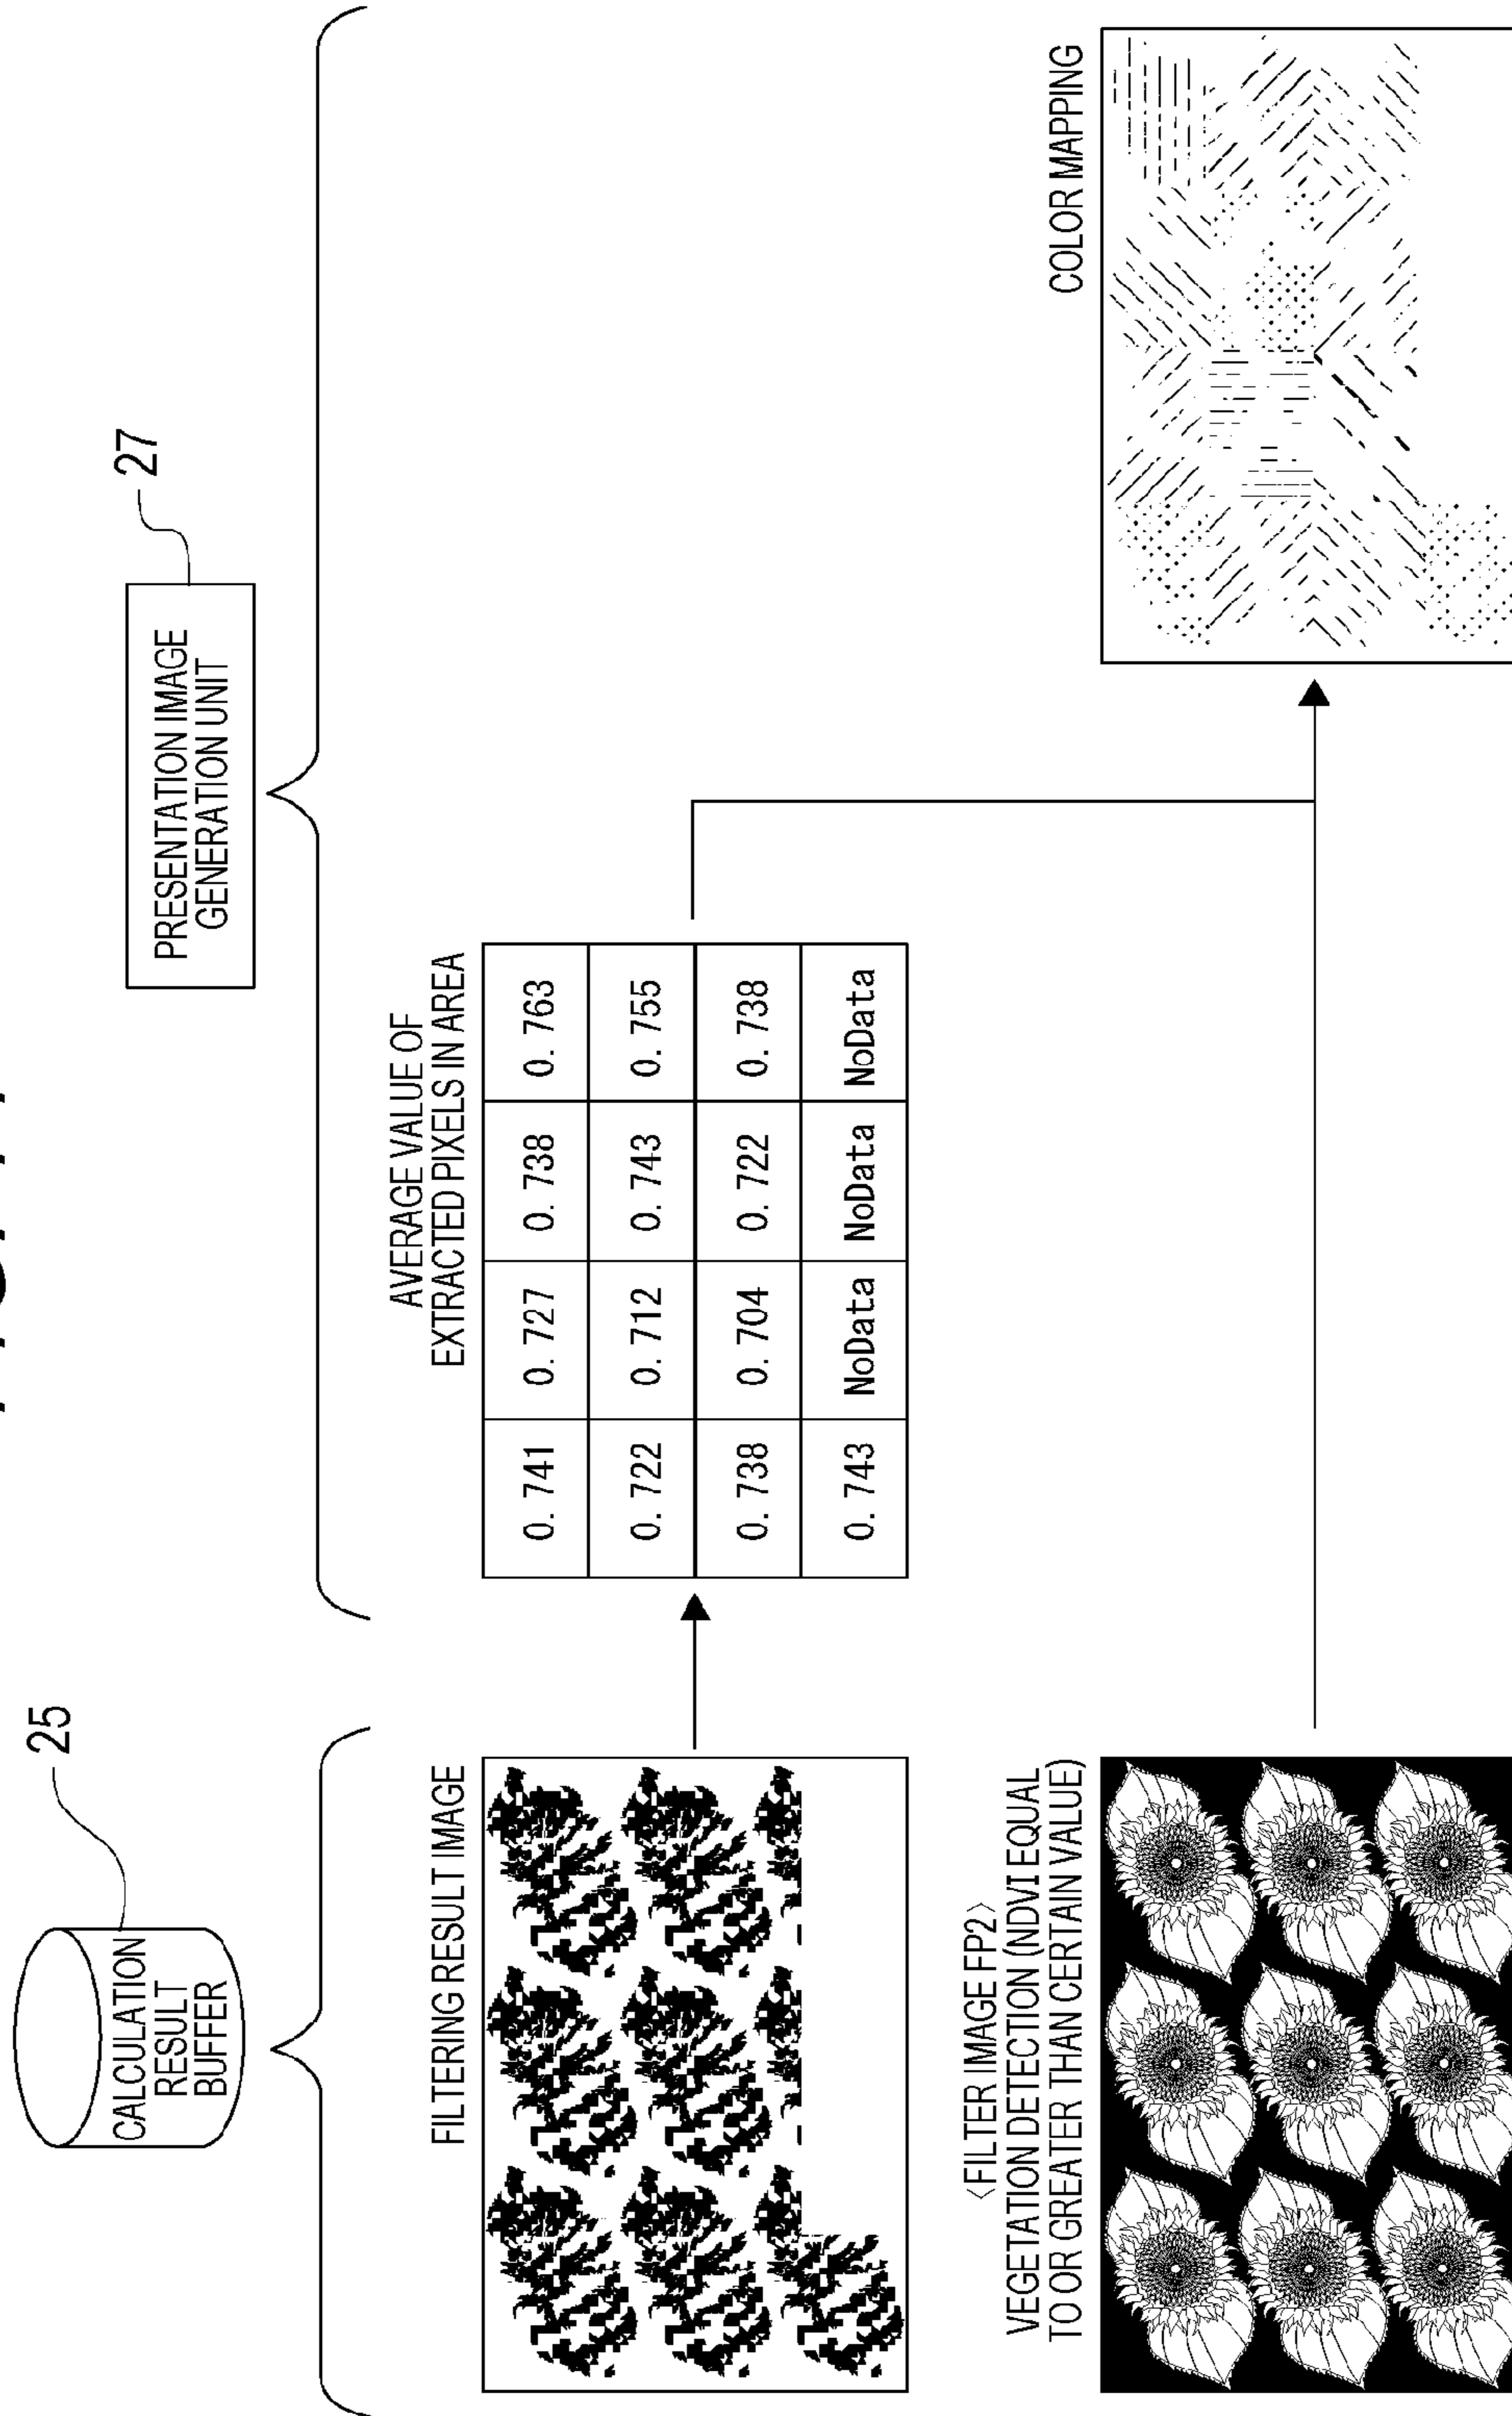 25
CALCULATION
RESULT
BUFFER
27
PRESENTATION IMAGE
GENERATION UNIT
FILTERING RESULT IMAGE
AVERAGE VALUE OF
EXTRACTED PIXELS IN AREA
0.741 0.727 0.738 0.763
0.722 0.712 0.743 0.755
0.738 0.704 0.722 0.738
0.743 NoData NoData NoData
<FILTER IMAGE FP2>
VEGETATION DETECTION (NDVI EQUAL
TO OR GREATER THAN CERTAIN VALUE)
COLOR MAPPING